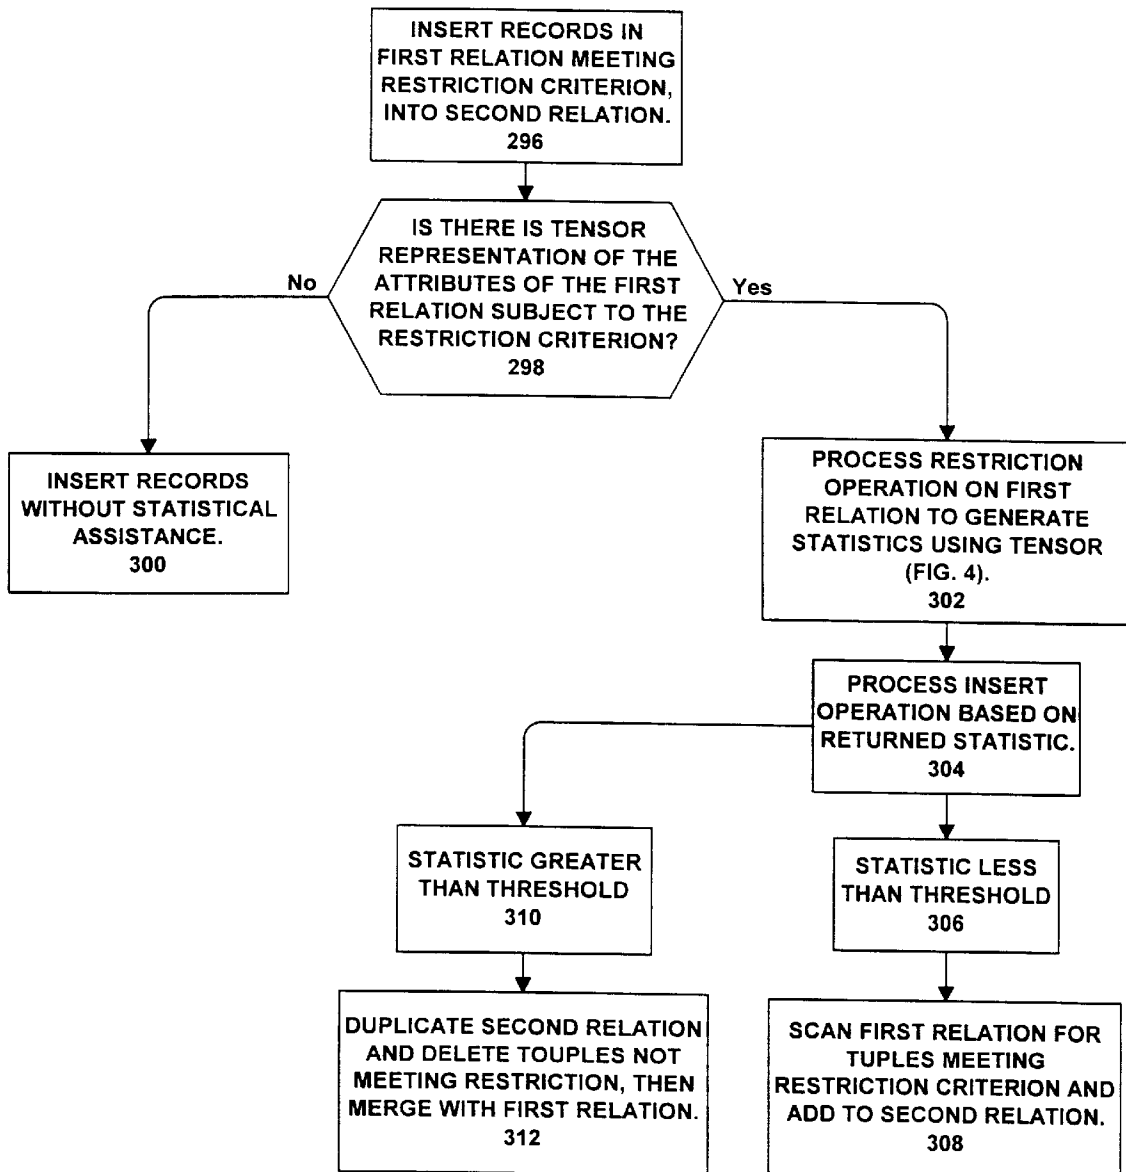 INSERT RECORDS IN
FIRST RELATION MEETING
RESTRICTION CRITERION,
INTO SECOND RELATION.
296
IS THERE IS TENSOR
REPRESENTATION OF THE
ATTRIBUTES OF THE FIRST
RELATION SUBJECT TO THE
RESTRICTION CRITERION?
298
No
Yes
INSERT RECORDS
WITHOUT STATISTICAL
ASSISTANCE.
300
PROCESS RESTRICTION
OPERATION ON FIRST
RELATION TO GENERATE
STATISTICS USING TENSOR
(FIG. 4).
302
PROCESS INSERT
OPERATION BASED ON
RETURNED STATISTIC.
304
STATISTIC GREATER
THAN THRESHOLD
310
STATISTIC LESS
THAN THRESHOLD
306
DUPLICATE SECOND RELATION
AND DELETE TOUPLES NOT
MEETING RESTRICTION, THEN
MERGE WITH FIRST RELATION.
312
SCAN FIRST RELATION FOR
TUPLES MEETING
RESTRICTION CRITERION AND
ADD TO SECOND RELATION.
308